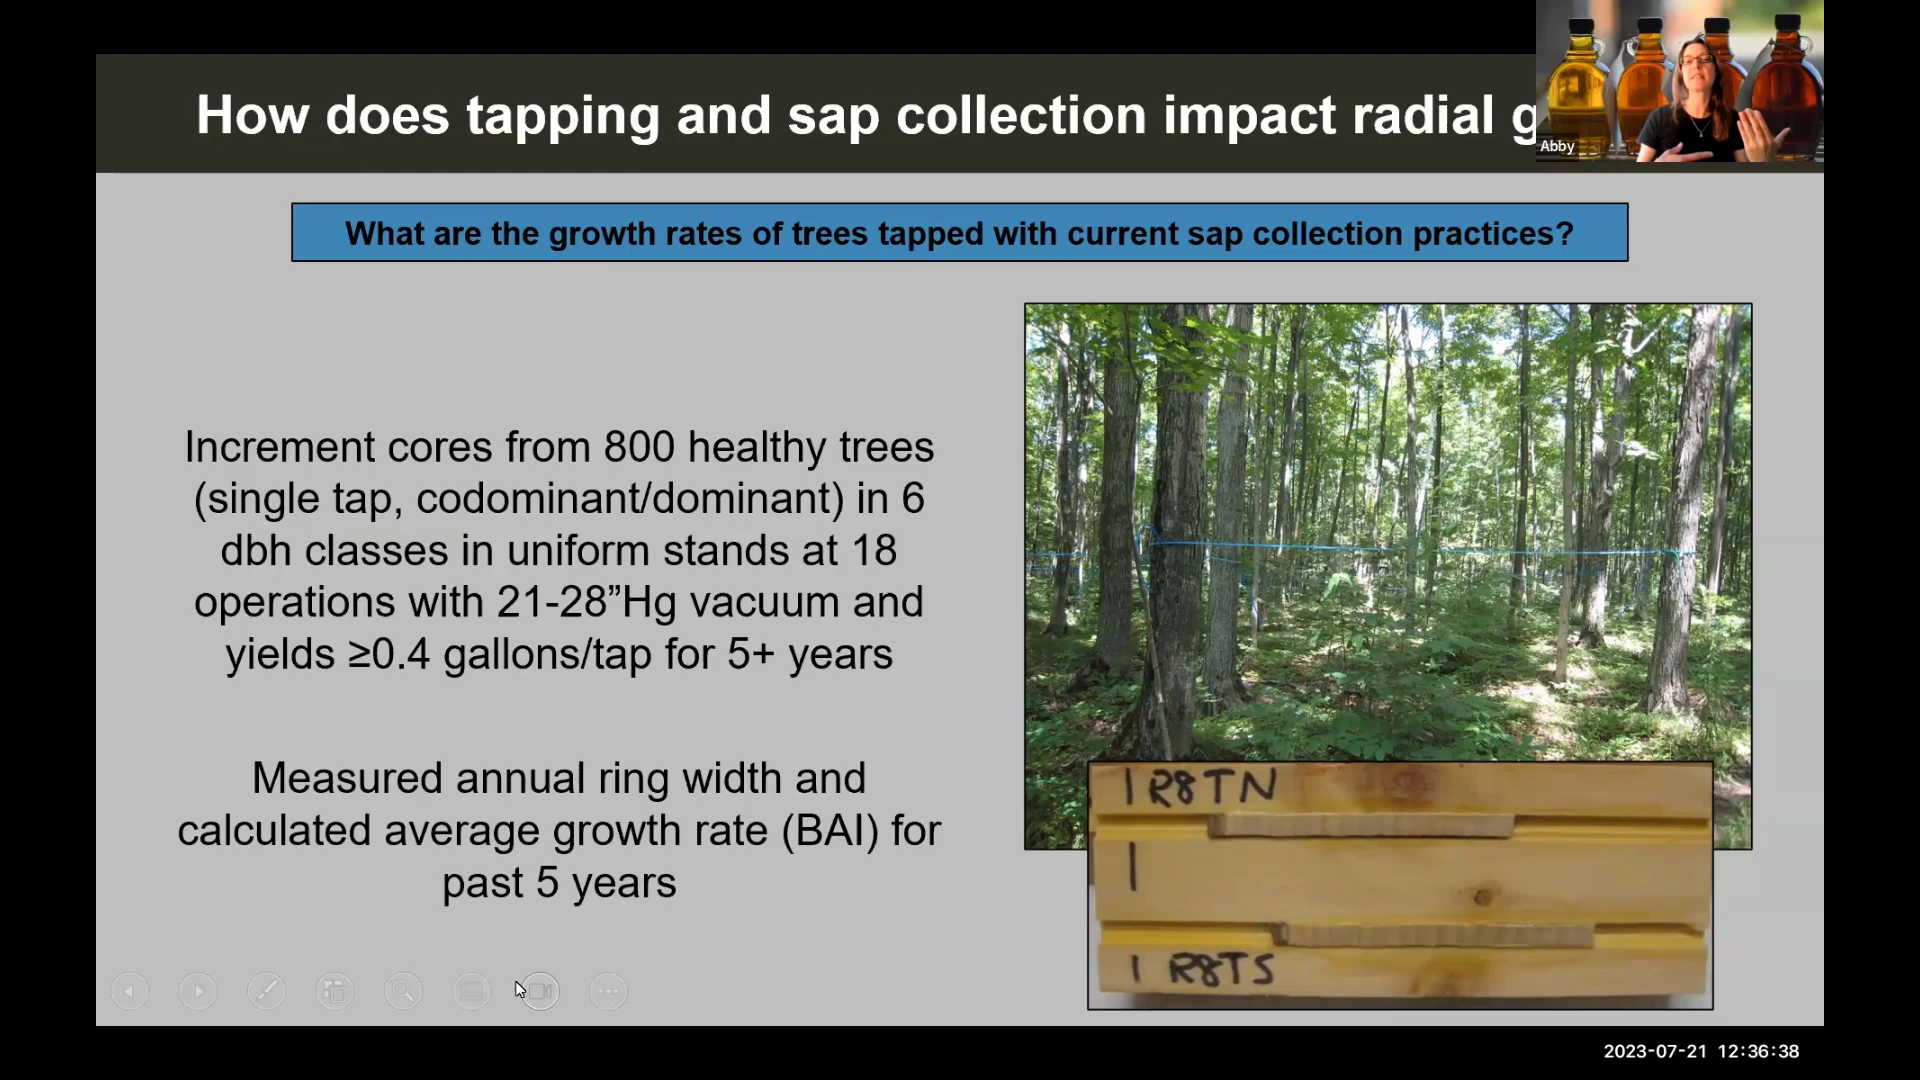 How does tapping and sap collection impact radial g
Abby
What are the growth rates of trees tapped with current sap collection practices?
Increment cores from 800 healthy trees
(single tap, codominant/dominant) in 6
dbh classes in uniform stands at 18
operations with 21-28”Hg vacuum and
yields ≥0.4 gallons/tap for 5+ years
Measured annual ring width and
calculated average growth rate (BAI) for
past 5 years
1 R8TN
1
1 R8TS
2023-07-21 12:36:38